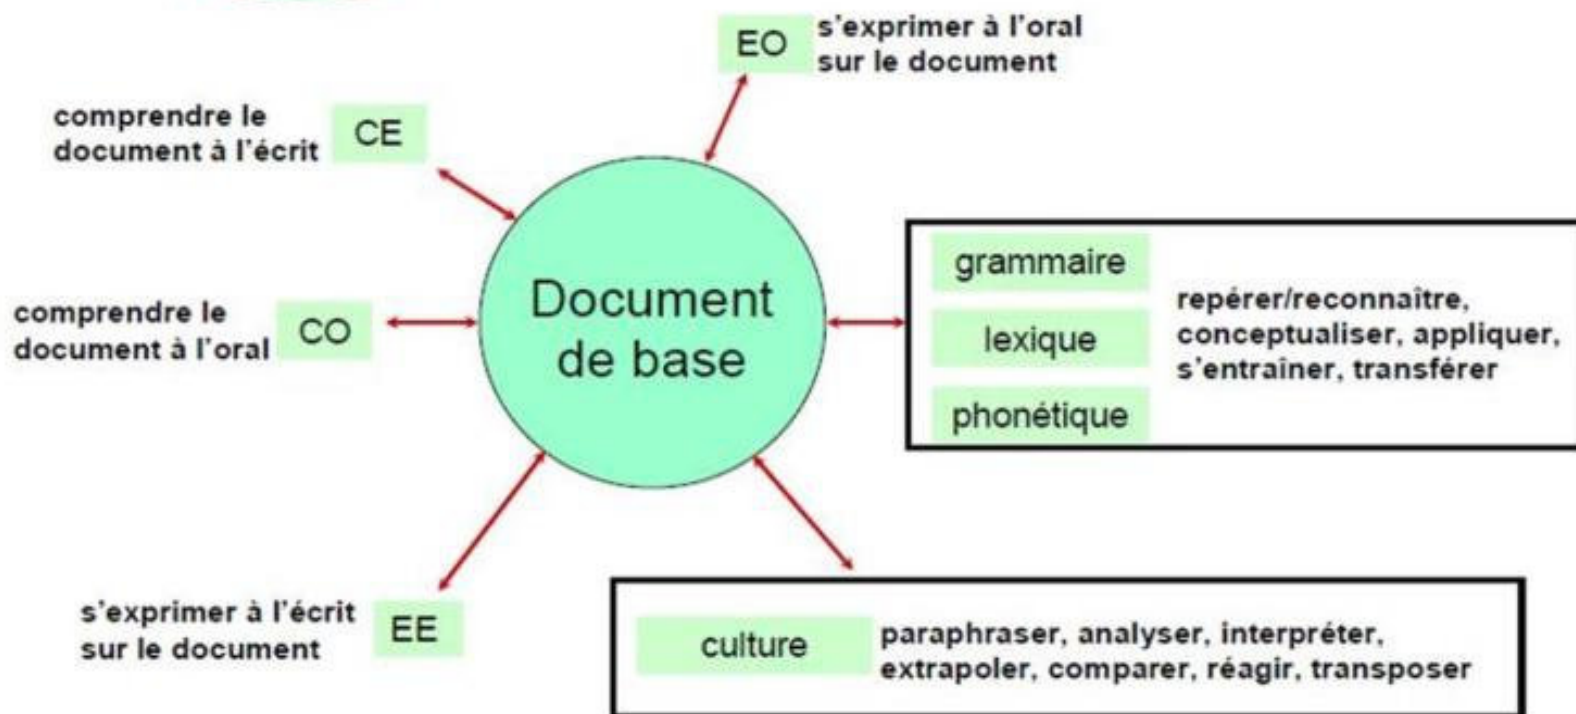 EO
s'exprimer à l'oral
sur le document
comprendre le
document à l'écrit
CE
comprendre le
document à l'oral
CO
Document
de base
grammaire
lexique
phonétique
repérer/reconnaître,
conceptualiser, appliquer,
s'entraîner, transférer
s'exprimer à l'écrit
sur le document
EE
culture
paraphraser, analyser, interpréter,
extrapoler, comparer, réagir, transposer